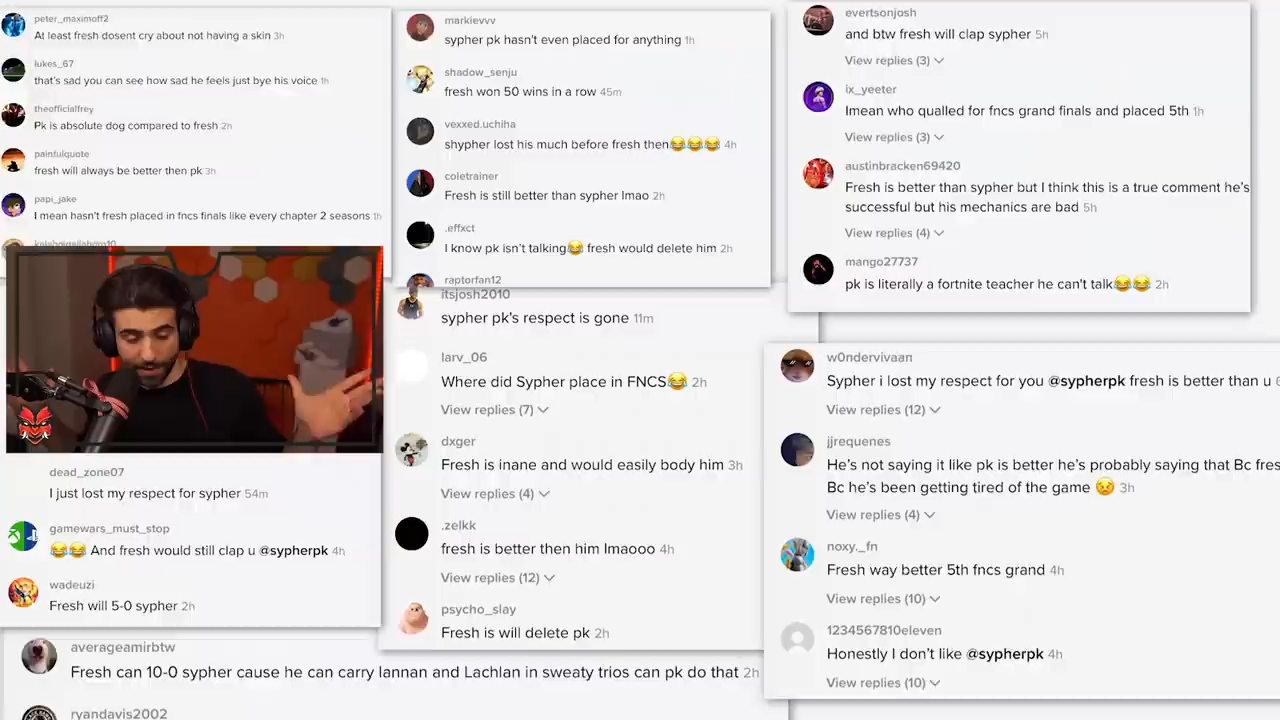 peter_maximoff2
At least fresh dosent cry about not having a skin 3h
lukes_67
that's sad you can see how sad he feels just bye his voice 1h
theofficialfrey
Pk is absolute dog compared to fresh 2h
painfulquote
fresh will always be better then pk 3h
papi_jake
I mean hasn't fresh placed in fncs finals like every chapter 2 seasons 1h
markievvv
sypher pk hasn't even placed for anything 1h
shadow_senju
fresh won 50 wins in a row 45m
vexxed.uchiha
shypher lost his much before fresh then😂😂😂 4h
coletrainer
Fresh is still better than sypher lmao 2h
.effxct
I know pk isn't talking😂 fresh would delete him 2h
raptorfan12
evertsonjosh
and btw fresh will clap sypher 5h
View replies (3)
ix_yeeter
Imean who qualled for fncs grand finals and placed 5th 1h
View replies (3)
austinbracken69420
Fresh is better than sypher but I think this is a true comment he's
successful but his mechanics are bad 5h
View replies (4)
mango27737
pk is literally a fortnite teacher he can't talk😂😂 2h
dead_zone07
I just lost my respect for sypher 54m
gamewars_must_stop
😂😂 And fresh would still clap u @sypherpk 4h
wadeuzi
Fresh will 5-0 sypher 2h
itsjosh2010
sypher pk's respect is gone 11m
larv_06
Where did Sypher place in FNCS😂 2h
View replies (7)
dxger
Fresh is inane and would easily body him 3h
View replies (4)
.zelkk
fresh is better then him lmaooo 4h
View replies (12)
psycho_slay
Fresh is will delete pk 2h
w0ndervivaan
Sypher i lost my respect for you @sypherpk fresh is better than u 6
View replies (12)
jjrequenes
He's not saying it like pk is better he's probably saying that Bc fres
Bc he's been getting tired of the game 😣 3h
View replies (4)
noxy._fn
Fresh way better 5th fncs grand 4h
View replies (10)
1234567810eleven
Honestly I don't like @sypherpk 4h
View replies (10)
averageamirbtw
Fresh can 10-0 sypher cause he can carry lannan and Lachlan in sweaty trios can pk do that 2h
ryandavis2002